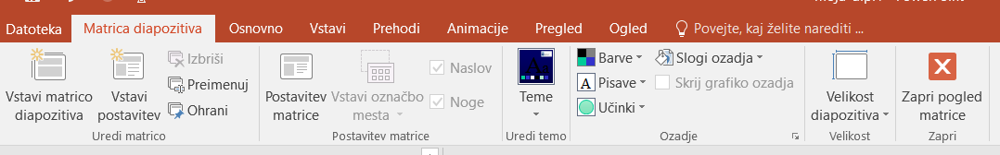 Datoteka Matrica diapozitiva Osnovno Vstavi Prehodi Animacije Pregled Ogled Povejte, kaj želite narediti ...
Vstavi matrico diapozitiva
Vstavi postavitev
Izbriši
Preimenuj
Ohrani
Uredi matrico
Postavitev matrice
Vstavi označbo mesta
Naslov
Noge
Postavitev matrice
Teme
Uredi temo
Barve
Pisave
Učinki
Slogi ozadja
Skrij grafiko ozadja
Ozadje
Velikost diapozitiva
Velikost
Zapri pogled matrice
Zapri